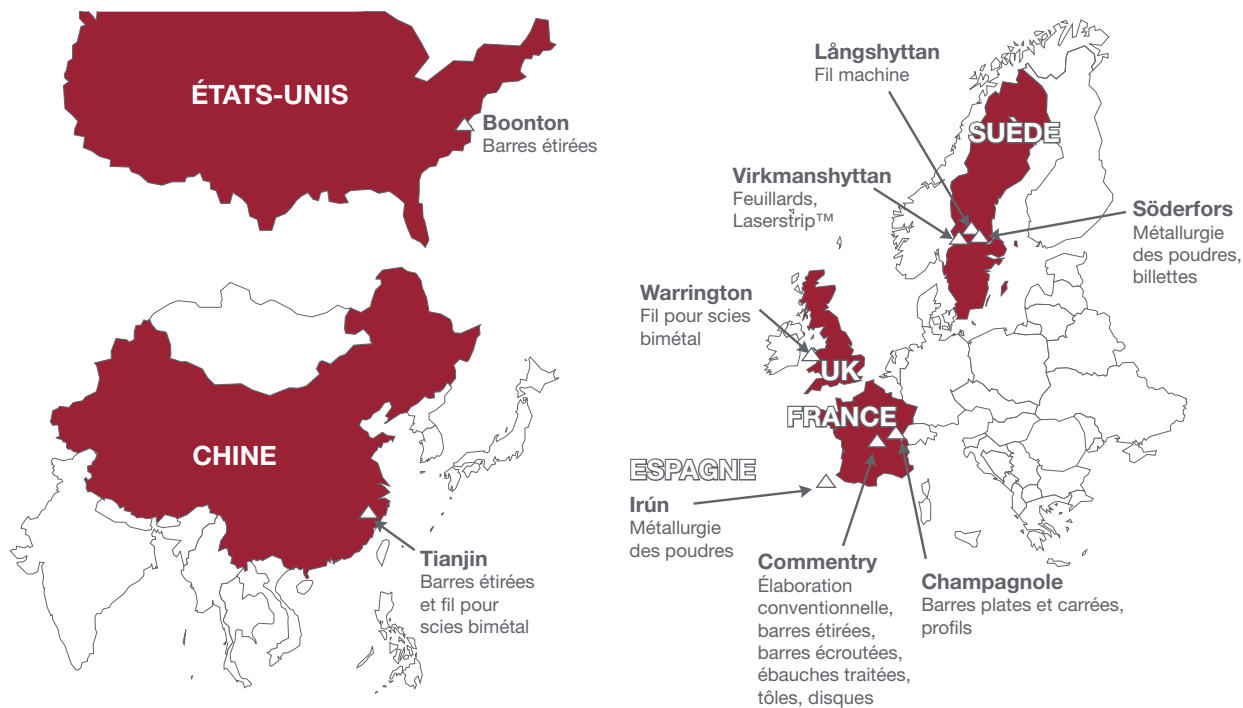 ÉTATS-UNIS
Boonton
Barres étirées
CHINE
Tianjin
Barres étirées
et fil pour
scies bimétal
Långshyttan
Fil machine
SUÈDE
Virkmanshyttan
Feuillards,
Laserstrip™
Söderfors
Métallurgie
des poudres,
billettes
Warrington
Fil pour scies
bimétal
UK
FRANCE
ESPAGNE
Irún
Métallurgie
des poudres
Commentry
Élaboration
conventionnelle,
barres étirées,
barres écroutées,
ébauches traitées,
tôles, disques
Champagnole
Barres plates et carrées,
profils